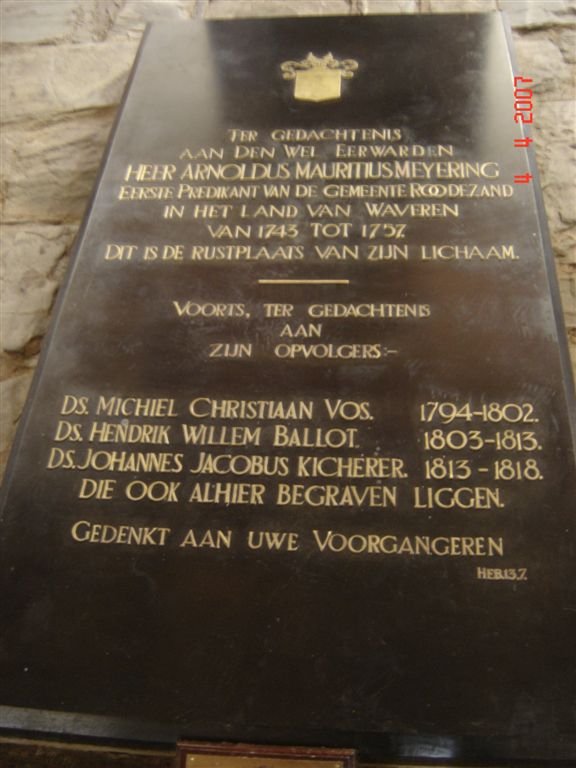 TER GEDACHTENIS
AAN DEN WEL EERWARDEN
HEER ARNOLDUS MAURITIUS MEYERING
EERSTE PREDIKANT VAN DE GEMEENTE ROODEZAND
IN HET LAND VAN WAVEREN
VAN 1743 TOT 1757.
DIT IS DE RUSTPLAATS VAN ZIJN LICHAAM.
VOORTS, TER GEDACHTENIS
AAN
ZIJN OPVOLGERS:-
DS. MICHIEL CHRISTIAAN VOS. 1794-1802.
DS. HENDRIK WILLEM BALLOT. 1803-1813.
DS. JOHANNES JACOBUS KICHERER. 1813-1818.
DIE OOK ALHIER BEGRAVEN LIGGEN.
GEDENKT AAN UWE VOORGANGEREN
HEB.13,7.
4 4 2007